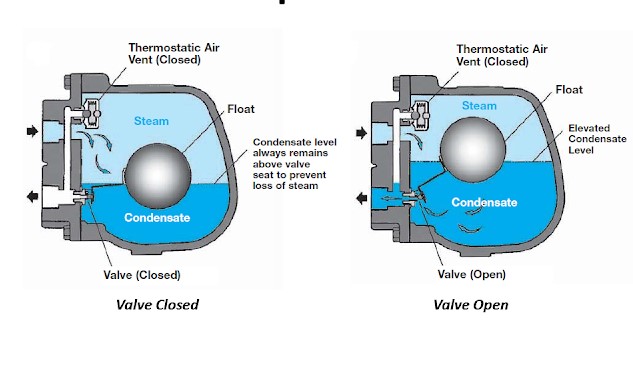 Thermostatic Air
Vent (Closed)
Float
Steam
Condensate level
always remains
above valve
seat to prevent
loss of steam
Condensate
Valve (Closed)
Valve Closed
Thermostatic Air
Vent (Closed)
Float
Steam
Elevated
Condensate
Level
Condensate
Valve (Open)
Valve Open